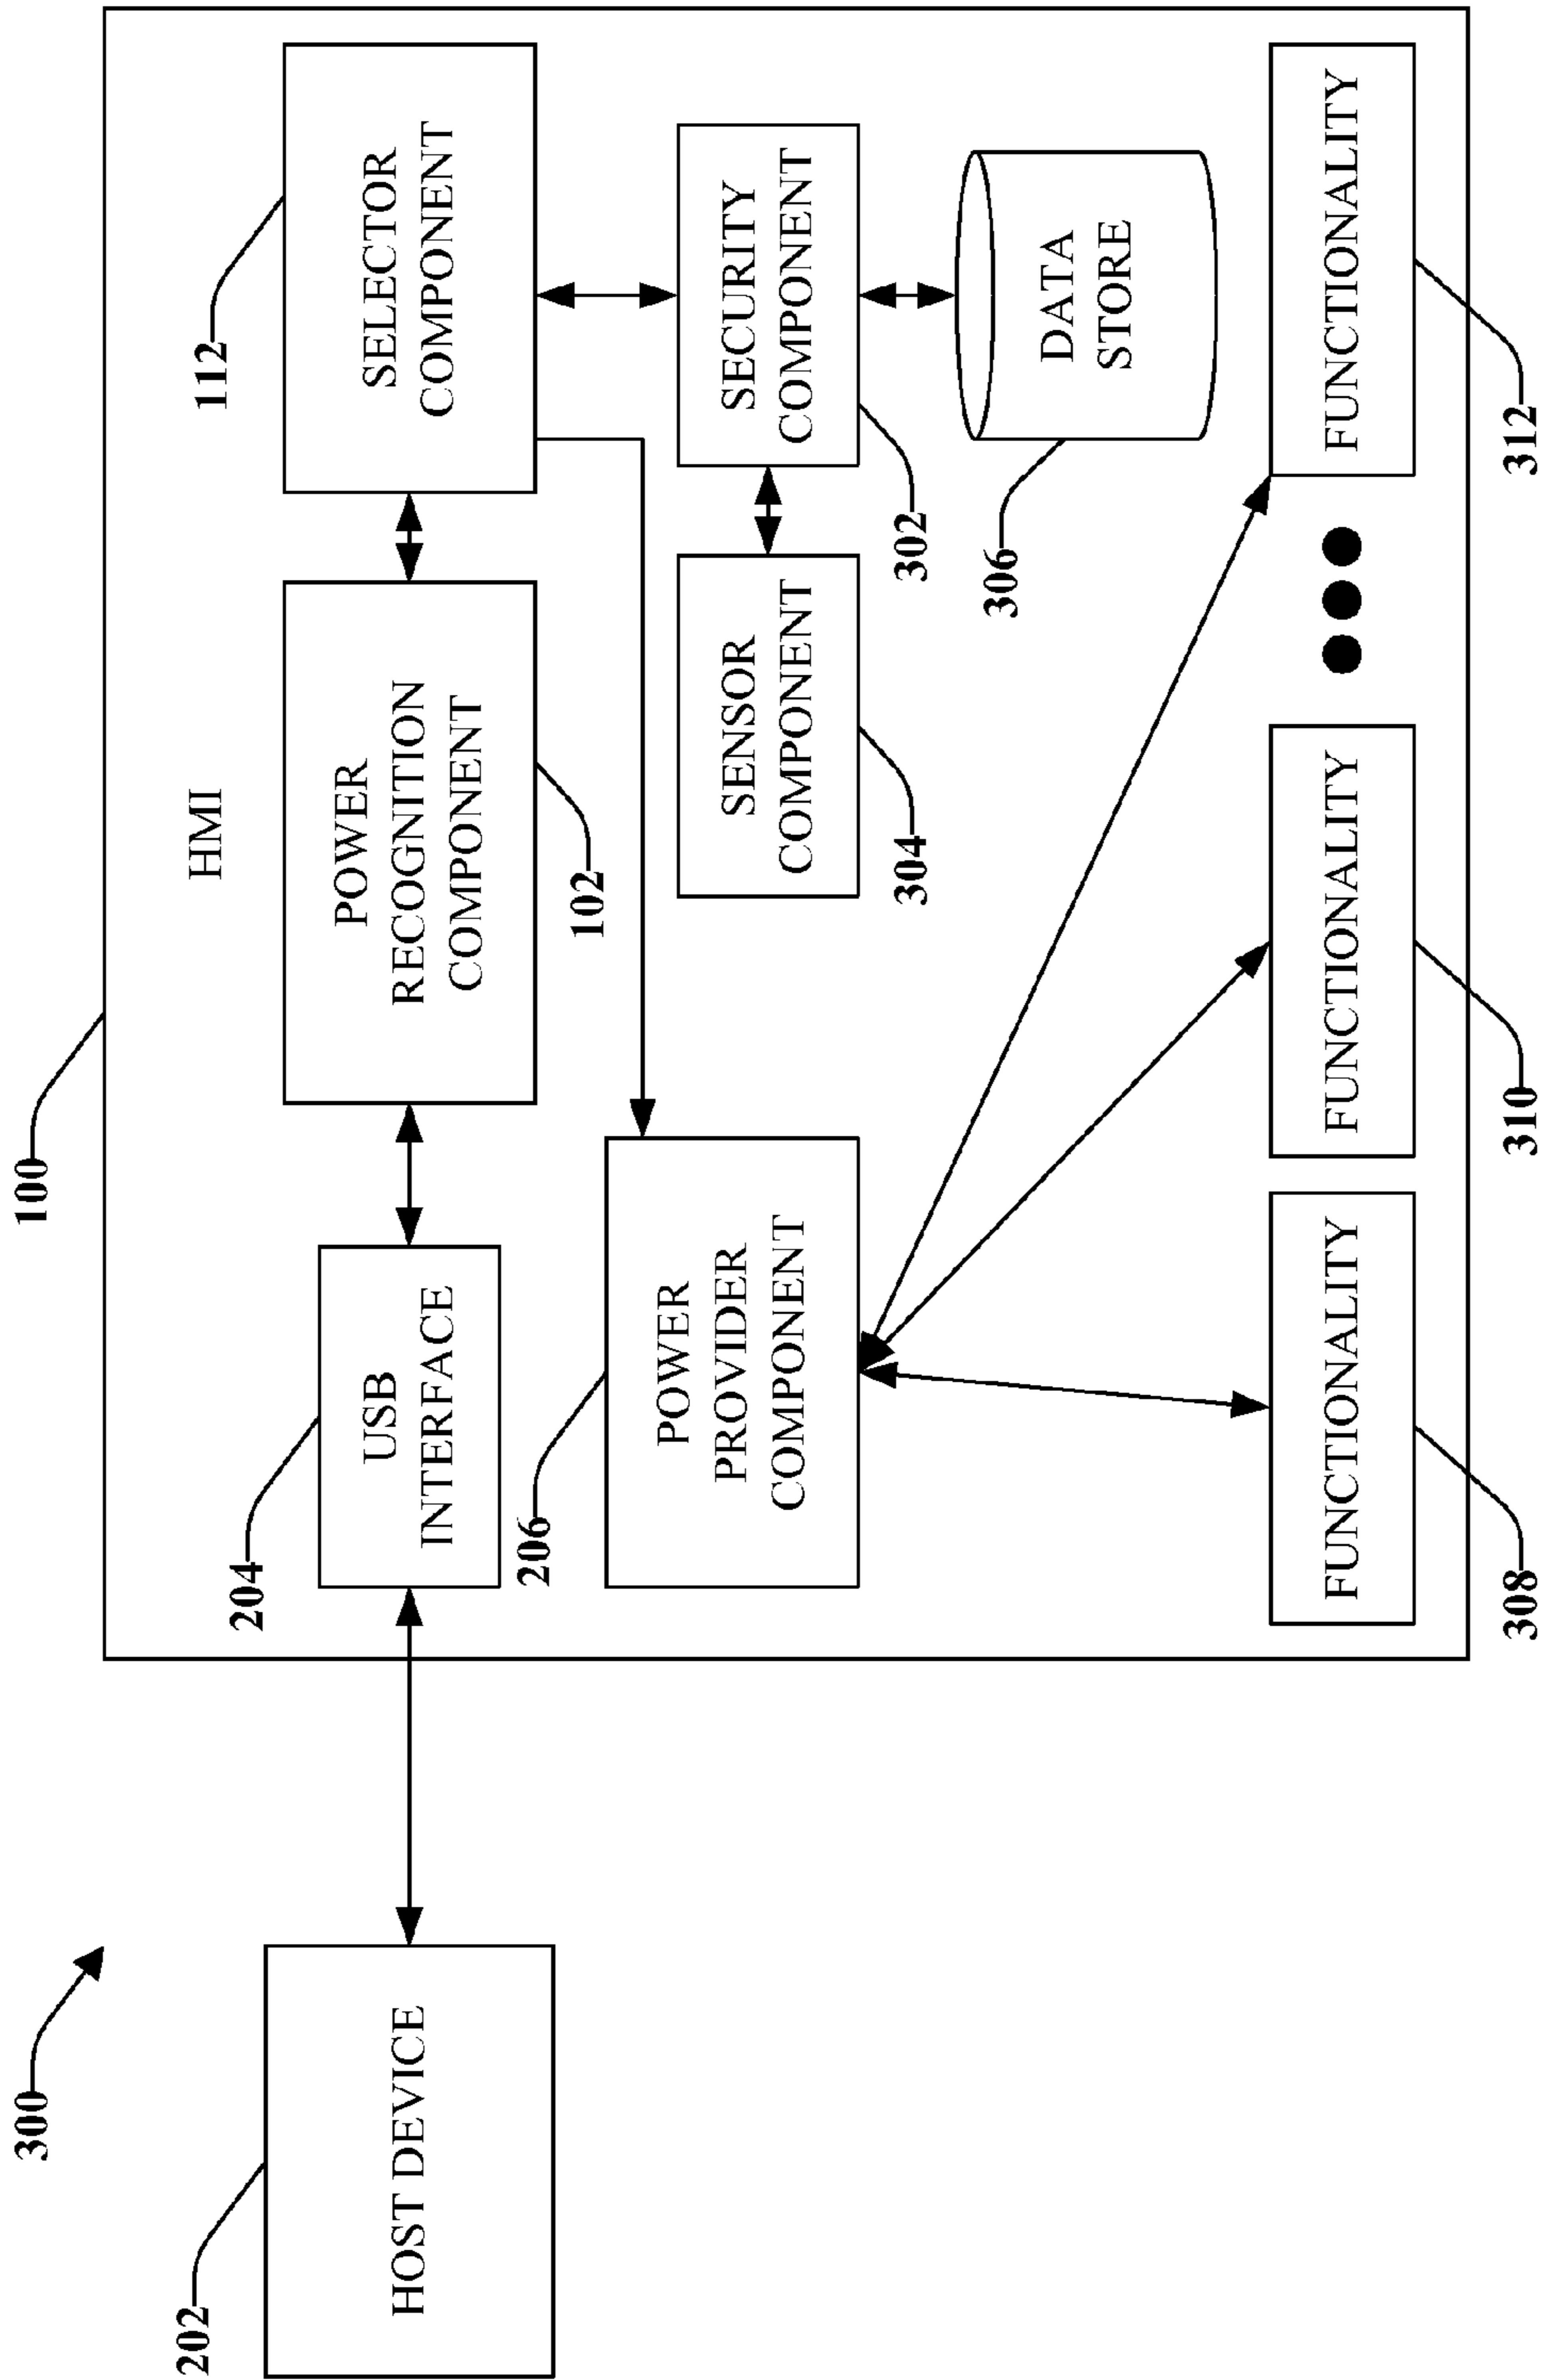 300
100
HMI
202
HOST DEVICE
204
USB
INTERFACE
POWER
RECOGNITION
COMPONENT
102
112
SELECTOR
COMPONENT
206
POWER
PROVIDER
COMPONENT
SENSOR
COMPONENT
304
SECURITY
COMPONENT
302
DATA
STORE
306
FUNCTIONALITY
308
FUNCTIONALITY
310
FUNCTIONALITY
312